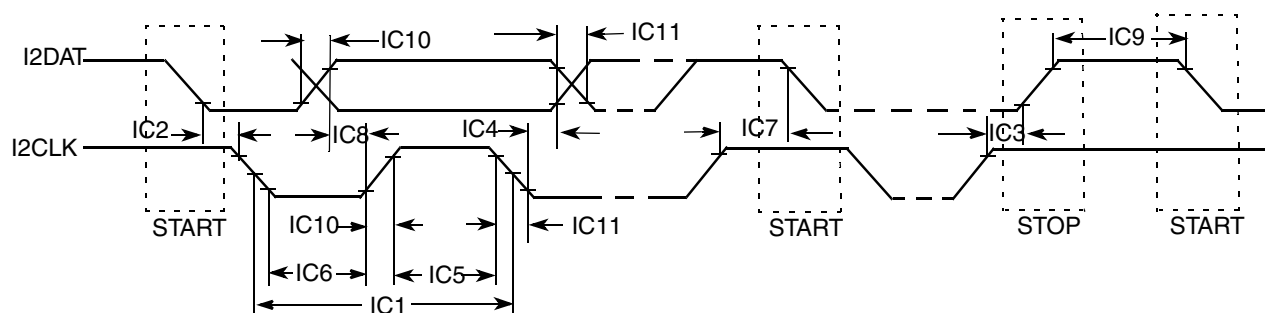 IC10
IC11
IC9
I2DAT
IC2
IC8
IC4
IC7
IC3
I2CLK
START
IC10
IC11
START
STOP
START
IC6
IC5
IC1